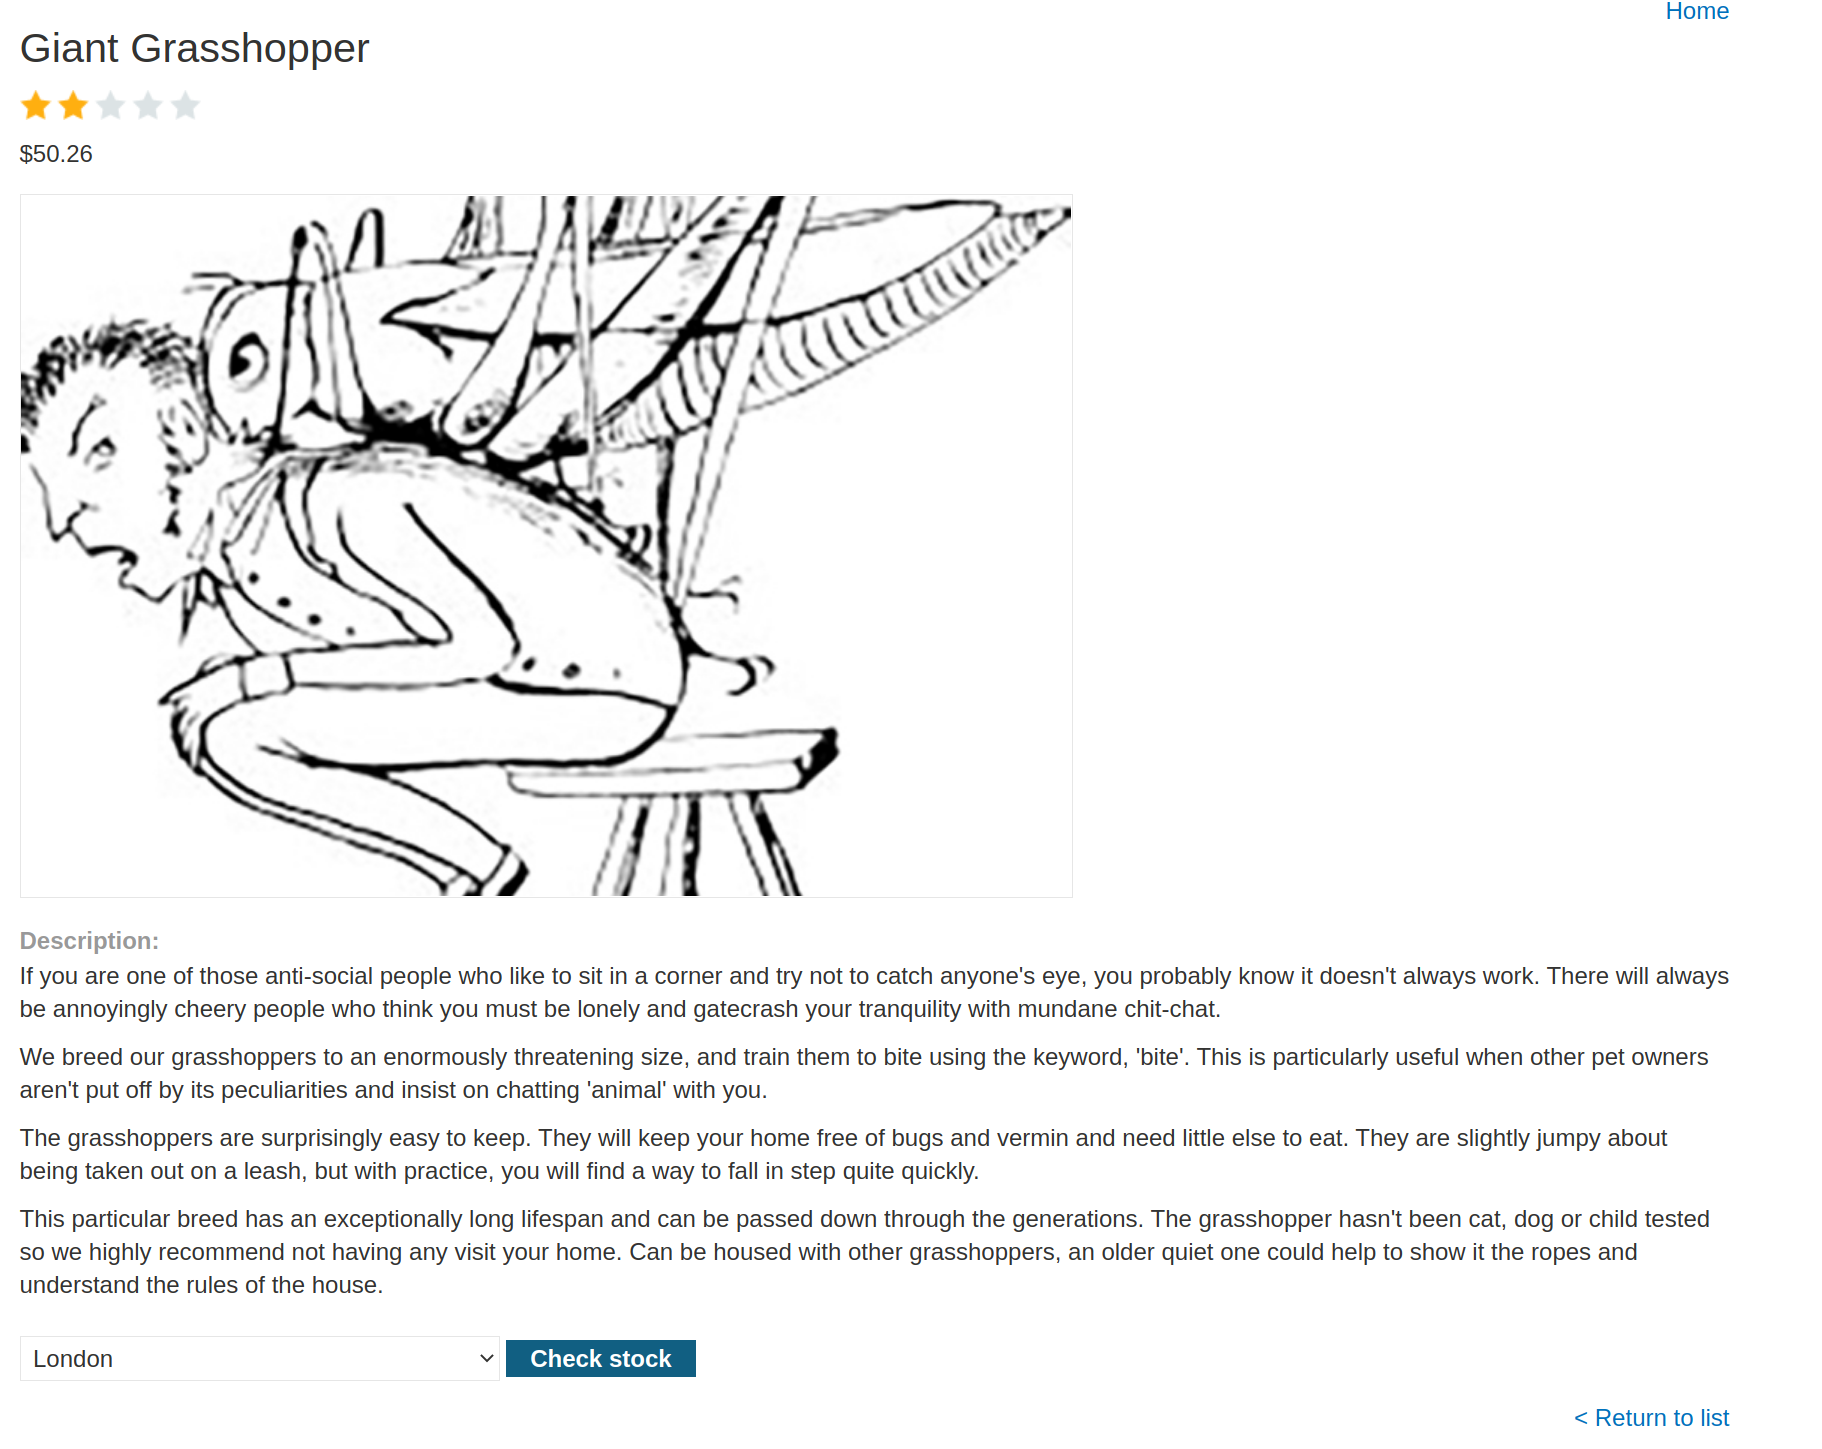 Home
Giant Grasshopper
$50.26
Description:
If you are one of those anti-social people who like to sit in a corner and try not to catch anyone's eye, you probably know it doesn't always work. There will always
be annoyingly cheery people who think you must be lonely and gatecrash your tranquility with mundane chit-chat.
We breed our grasshoppers to an enormously threatening size, and train them to bite using the keyword, 'bite'. This is particularly useful when other pet owners
aren't put off by its peculiarities and insist on chatting 'animal' with you.
The grasshoppers are surprisingly easy to keep. They will keep your home free of bugs and vermin and need little else to eat. They are slightly jumpy about
being taken out on a leash, but with practice, you will find a way to fall in step quite quickly.
This particular breed has an exceptionally long lifespan and can be passed down through the generations. The grasshopper hasn't been cat, dog or child tested
so we highly recommend not having any visit your home. Can be housed with other grasshoppers, an older quiet one could help to show it the ropes and
understand the rules of the house.
London
Check stock
< Return to list